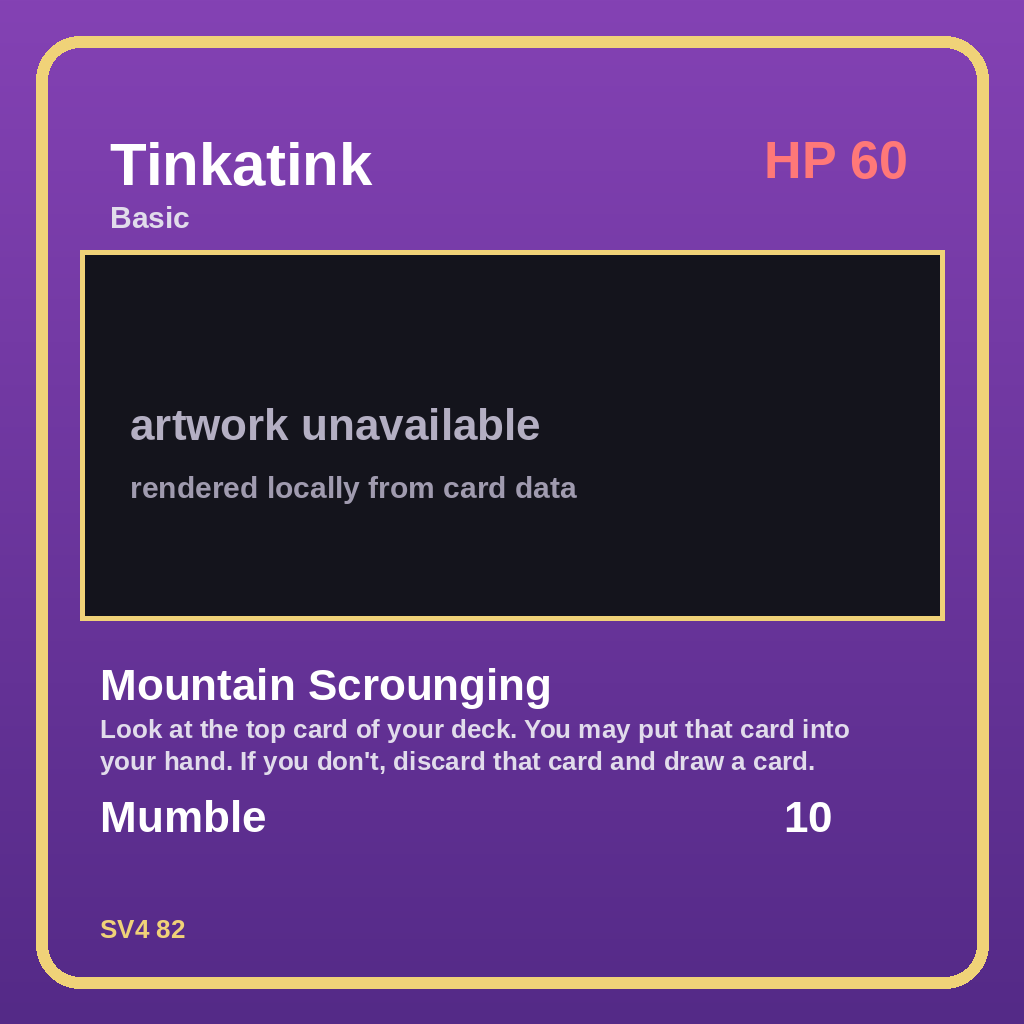 Tinkatink
HP 60
Basic
artwork unavailable
rendered locally from card data
Mountain Scrounging
Look at the top card of your deck. You may put that card into
your hand. If you don't, discard that card and draw a card.
Mumble 10
SV4 82